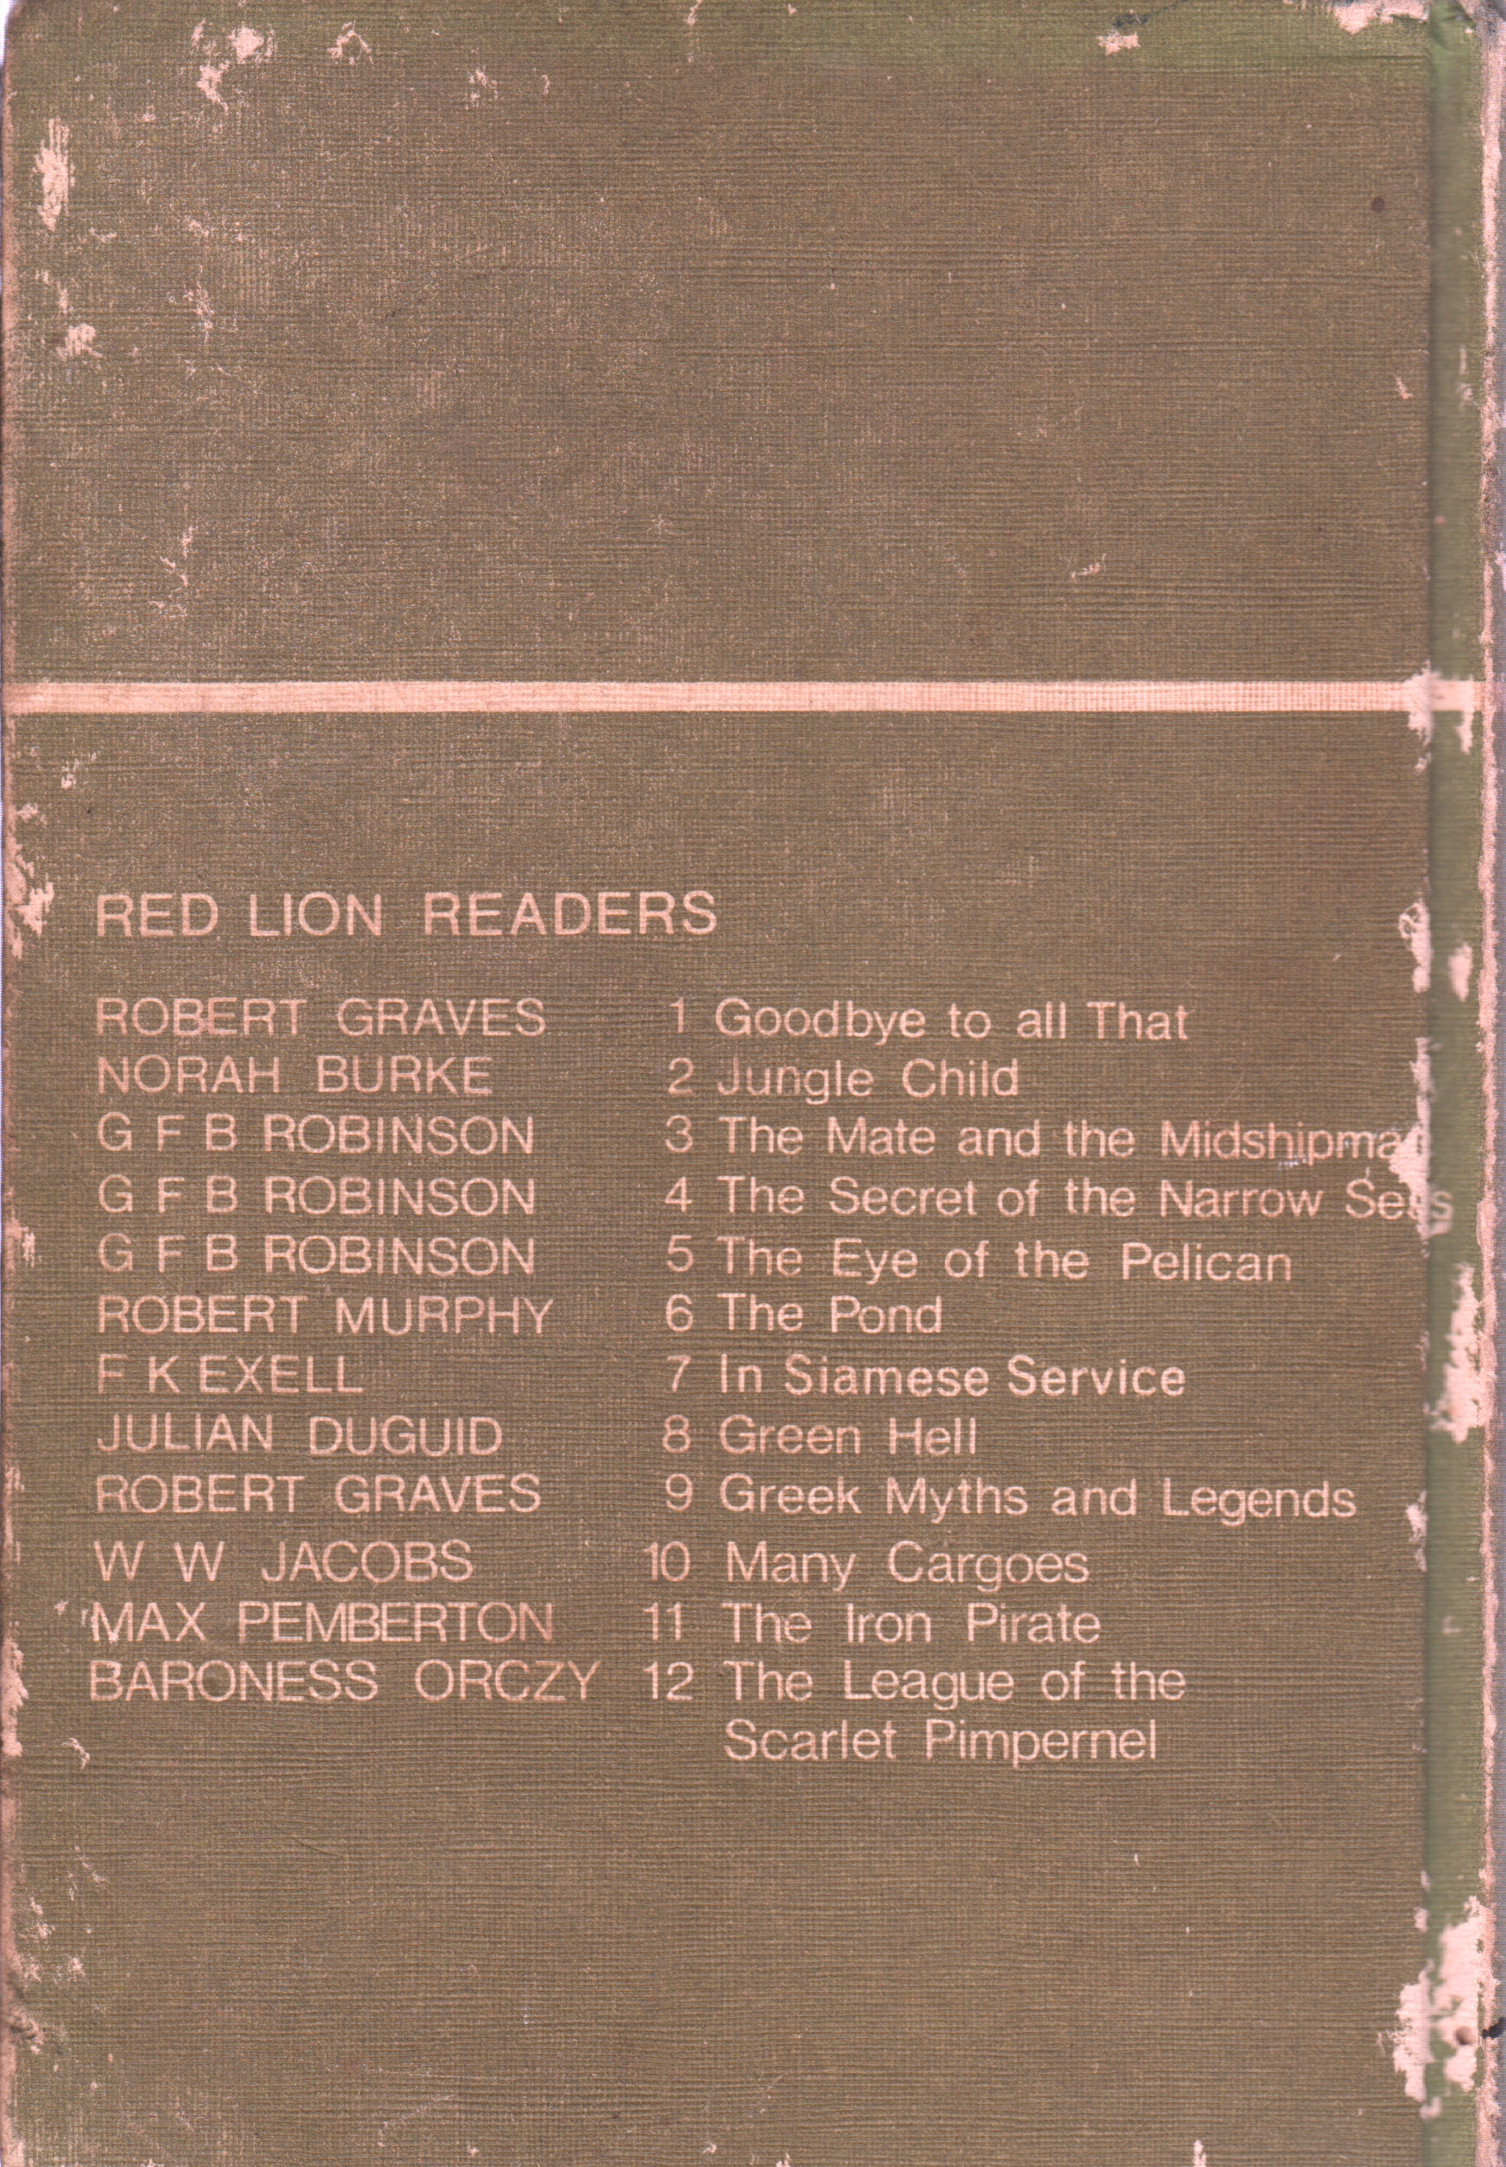 RED LION READERS
ROBERT GRAVES 1 Goodbye to all That
NORAH BURKE 2 Jungle Child
G F B ROBINSON 3 The Mate and the Midshipman
G F B ROBINSON 4 The Secret of the Narrow Seas
G F B ROBINSON 5 The Eye of the Pelican
ROBERT MURPHY 6 The Pond
F K EXELL 7 In Siamese Service
JULIAN DUGUID 8 Green Hell
ROBERT GRAVES 9 Greek Myths and Legends
W W JACOBS 10 Many Cargoes
MAX PEMBERTON 11 The Iron Pirate
BARONESS ORCZY 12 The League of the
Scarlet Pimpernel